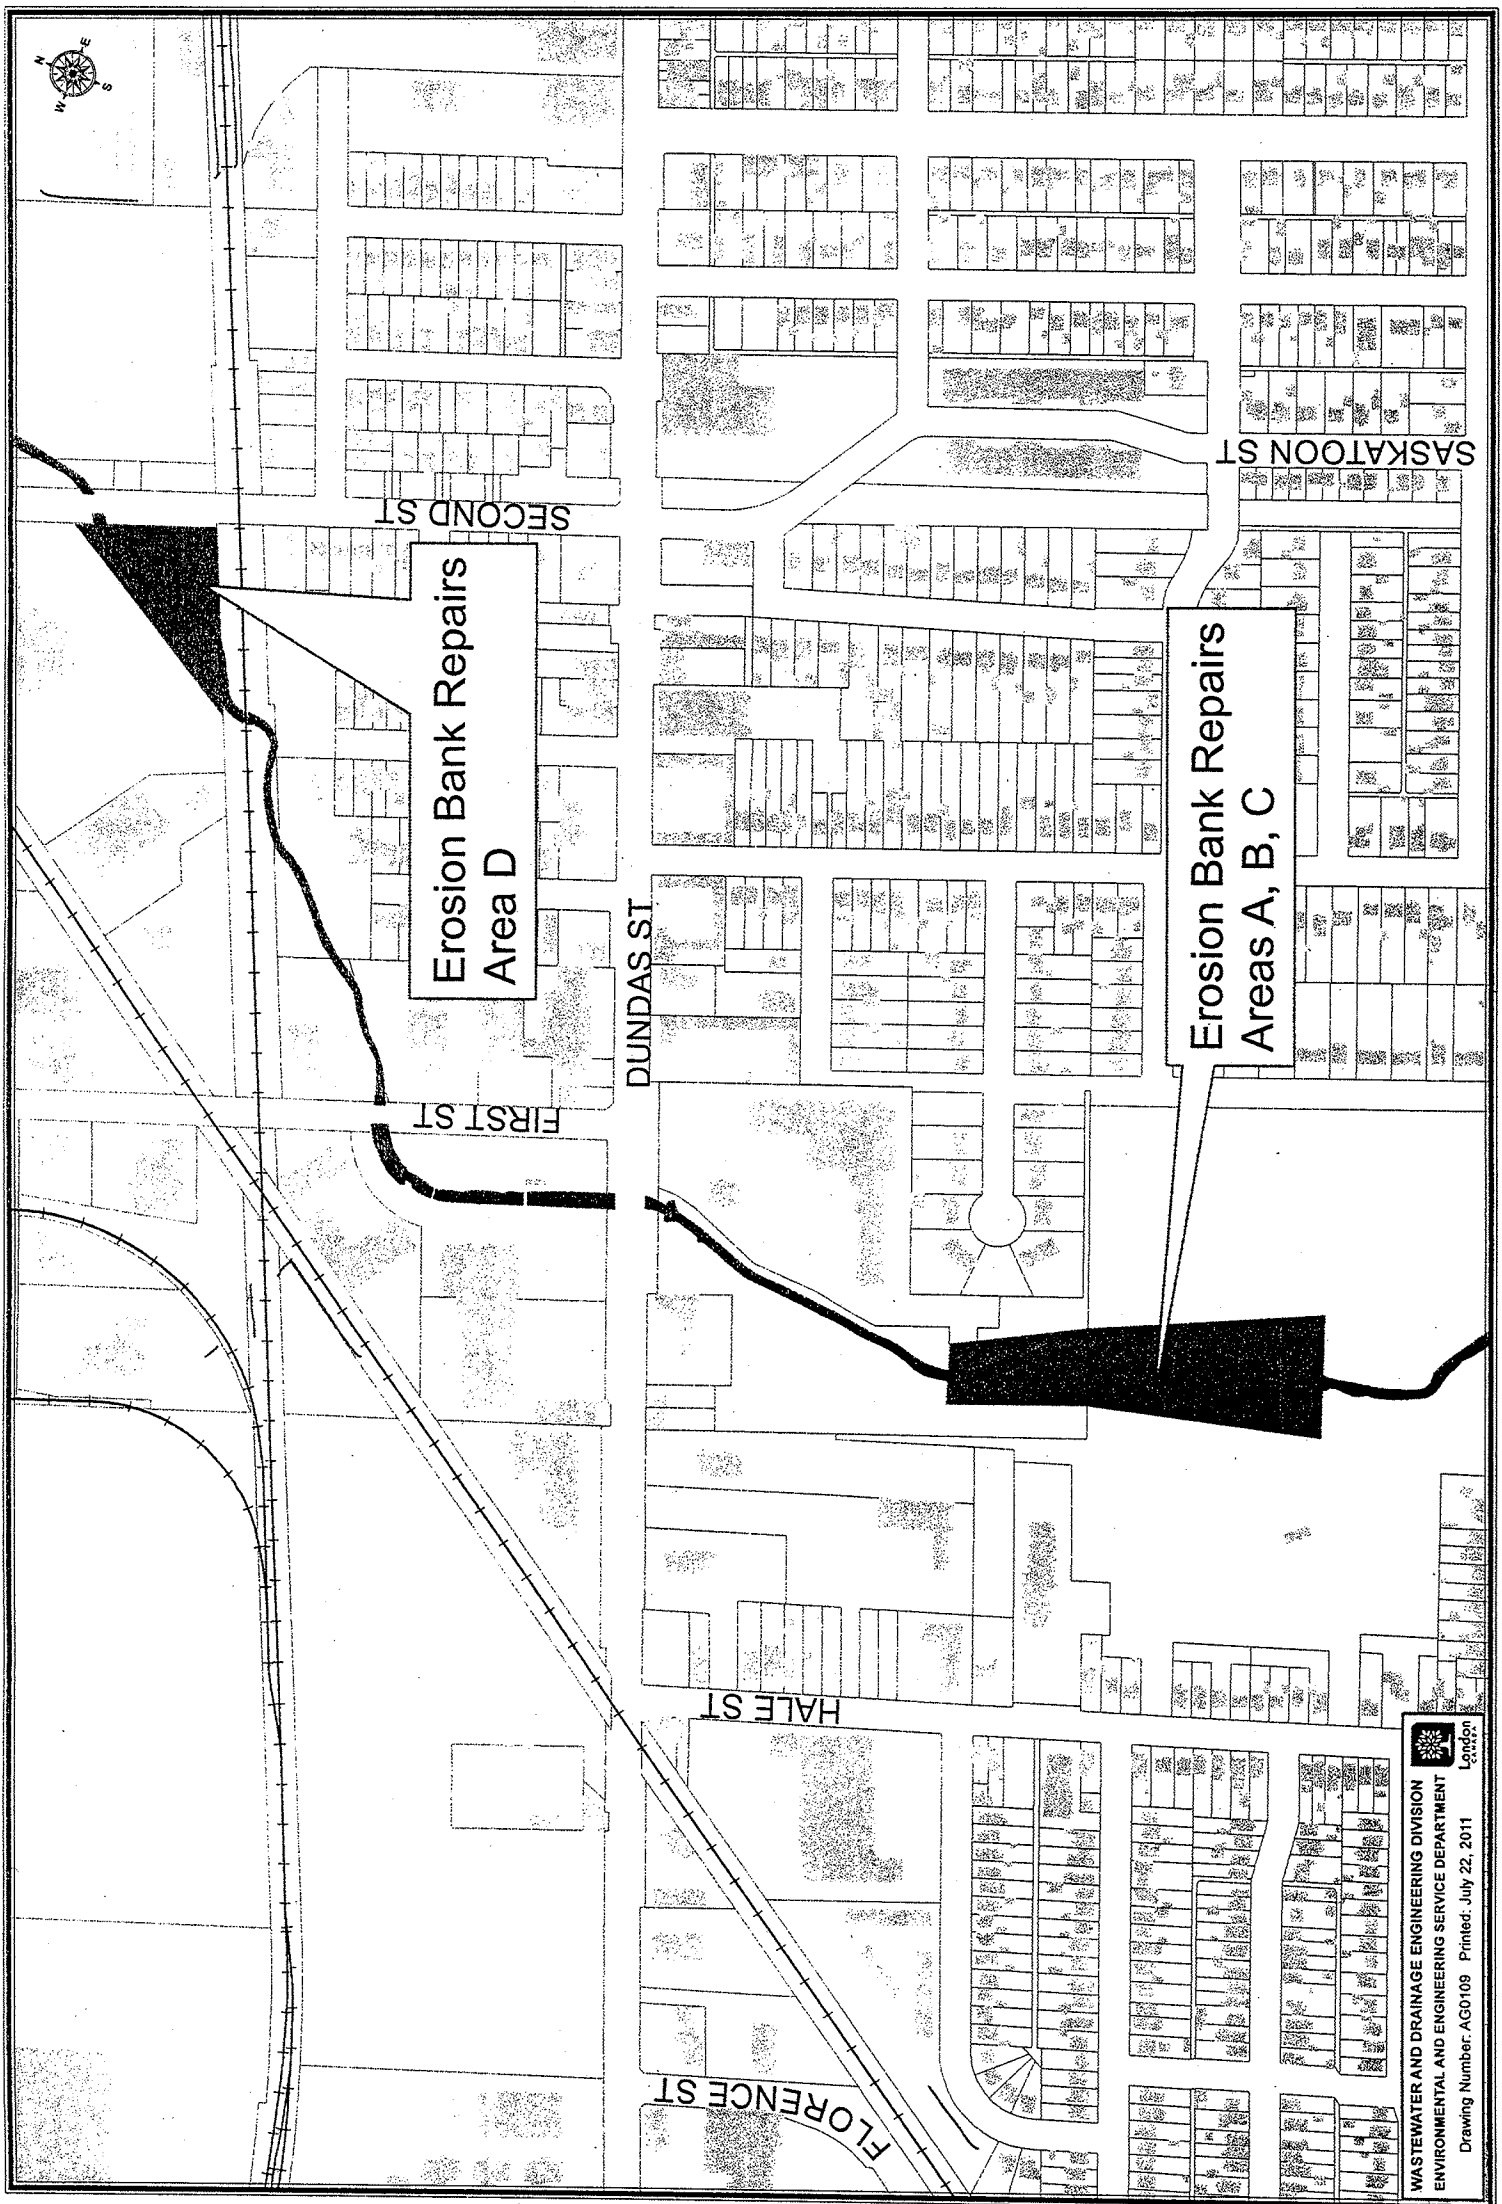 N
E
S
W
SECOND ST
Erosion Bank Repairs
Area D
FIRST ST
DUNDAS ST
SASKATOON ST
Erosion Bank Repairs
Areas A, B, C
HALE ST
FLORENCE ST
WASTEWATER AND DRAINAGE ENGINEERING DIVISION
ENVIRONMENTAL AND ENGINEERING SERVICE DEPARTMENT
Drawing Number: AG0109 Printed: July 22, 2011
London
CANADA